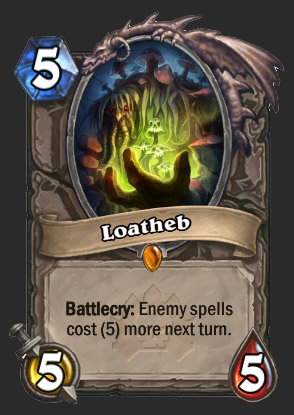 5
Loatheb
Battlecry: Enemy spells
cost (5) more next turn.
5 5